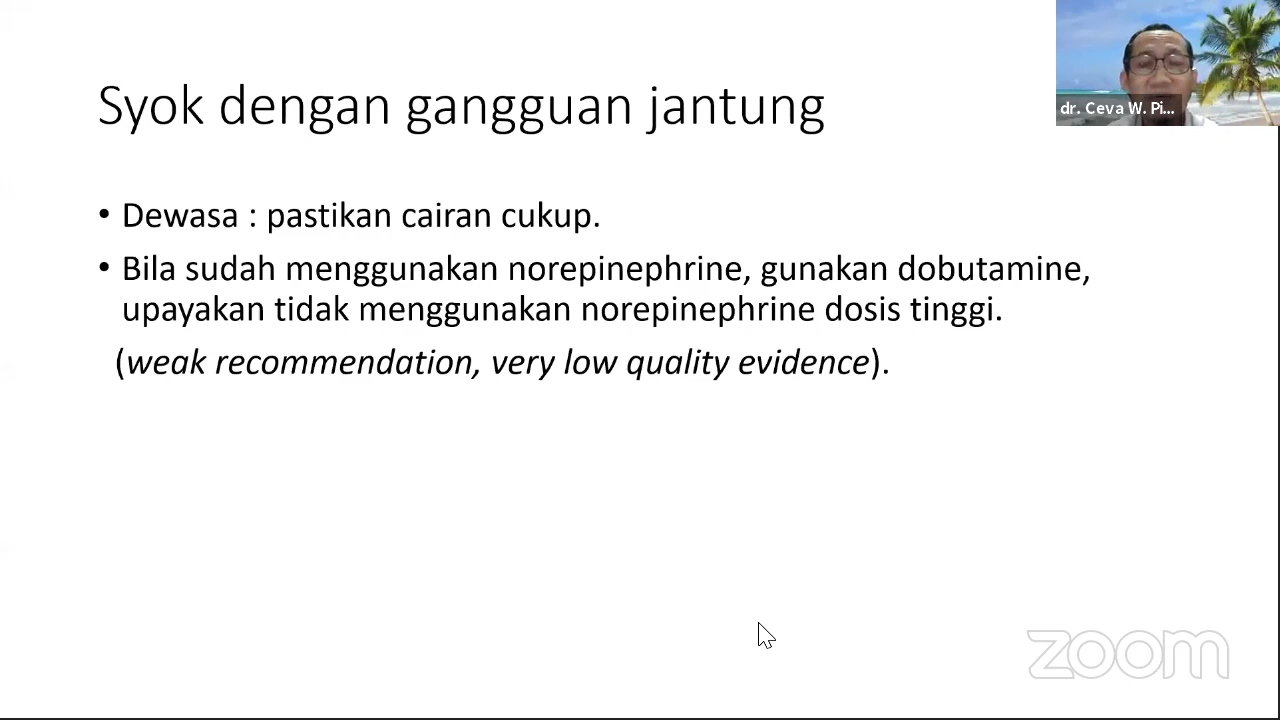 Syok dengan gangguan jantung
dr. Ceva W. Pi...
• Dewasa : pastikan cairan cukup.
• Bila sudah menggunakan norepinephrine, gunakan dobutamine,
upayakan tidak menggunakan norepinephrine dosis tinggi.
(weak recommendation, very low quality evidence).
zoom